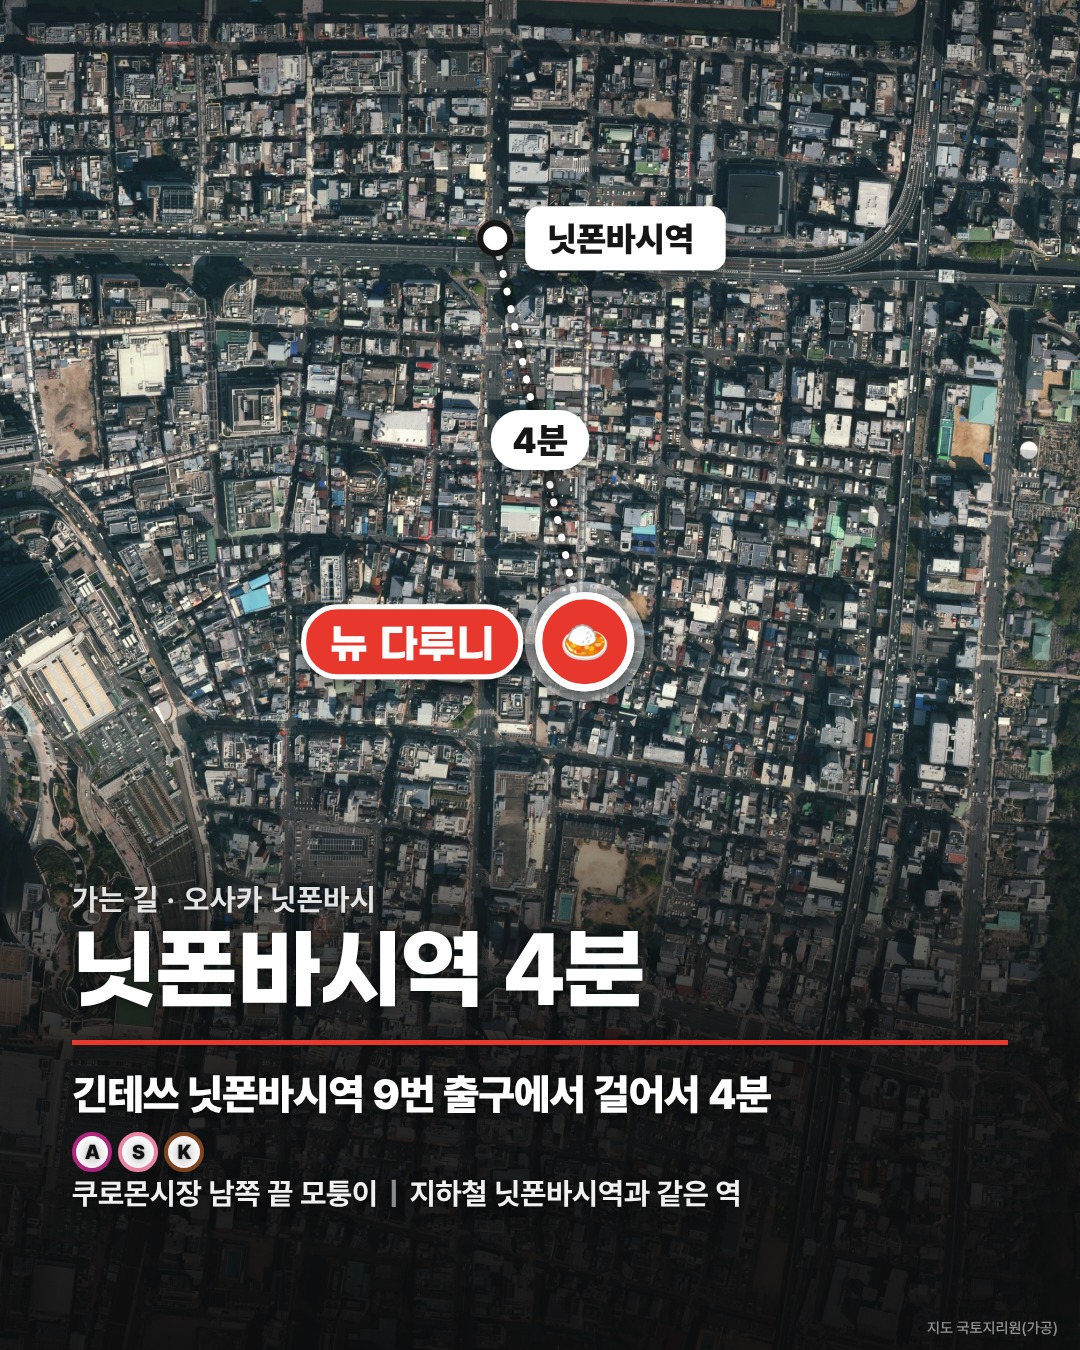 닛폰바시역
4분
뉴 다루니
가는 길 · 오사카 닛폰바시
닛폰바시역 4분
긴테쓰 닛폰바시역 9번 출구에서 걸어서 4분
A S K
쿠로몬시장 남쪽 끝 모퉁이 | 지하철 닛폰바시역과 같은 역
지도 국토지리원(가공)